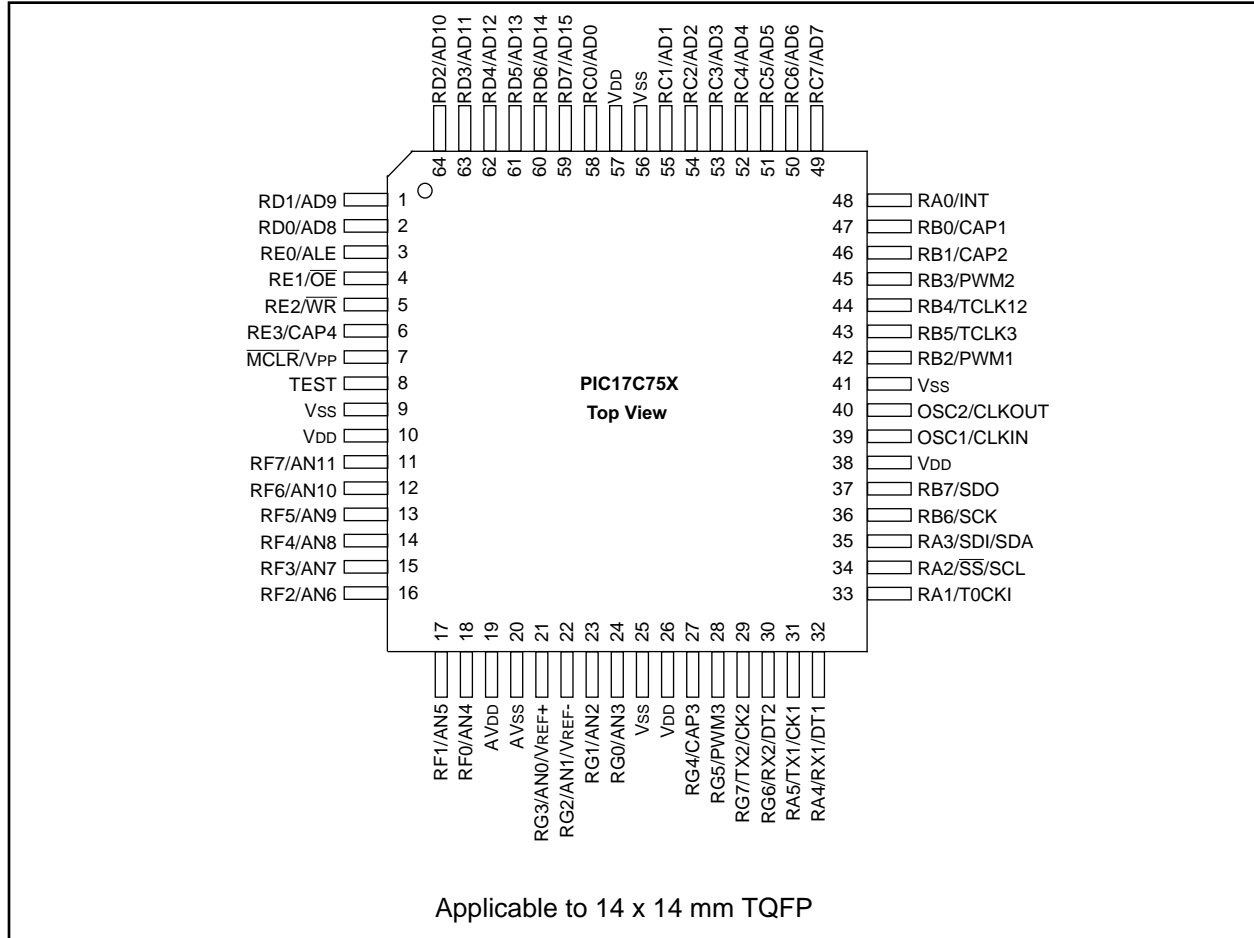 RD2/AD10
RD3/AD11
RD4/AD12
RD5/AD13
RD6/AD14
RD7/AD15
RC0/AD0
VDD
VSS
RC1/AD1
RC2/AD2
RC3/AD3
RC4/AD4
RC5/AD5
RC6/AD6
RC7/AD7
64
63
62
61
60
59
58
57
56
55
54
53
52
51
50
49
RD1/AD9 1
RD0/AD8 2
RE0/ALE 3
RE1/O̅E̅ 4
RE2/W̅R̅ 5
RE3/CAP4 6
M̅C̅L̅R̅/VPP 7
TEST 8
VSS 9
VDD 10
RF7/AN11 11
RF6/AN10 12
RF5/AN9 13
RF4/AN8 14
RF3/AN7 15
RF2/AN6 16
PIC17C75X
Top View
48 RA0/INT
47 RB0/CAP1
46 RB1/CAP2
45 RB3/PWM2
44 RB4/TCLK12
43 RB5/TCLK3
42 RB2/PWM1
41 VSS
40 OSC2/CLKOUT
39 OSC1/CLKIN
38 VDD
37 RB7/SDO
36 RB6/SCK
35 RA3/SDI/SDA
34 RA2/S̅S̅/SCL
33 RA1/T0CKI
17
18
19
20
21
22
23
24
25
26
27
28
29
30
31
32
RF1/AN5
RF0/AN4
AVDD
AVSS
RG3/AN0/VREF+
RG2/AN1/VREF-
RG1/AN2
RG0/AN3
VSS
VDD
RG4/CAP3
RG5/PWM3
RG7/TX2/CK2
RG6/RX2/DT2
RA5/TX1/CK1
RA4/RX1/DT1
Applicable to 14 x 14 mm TQFP